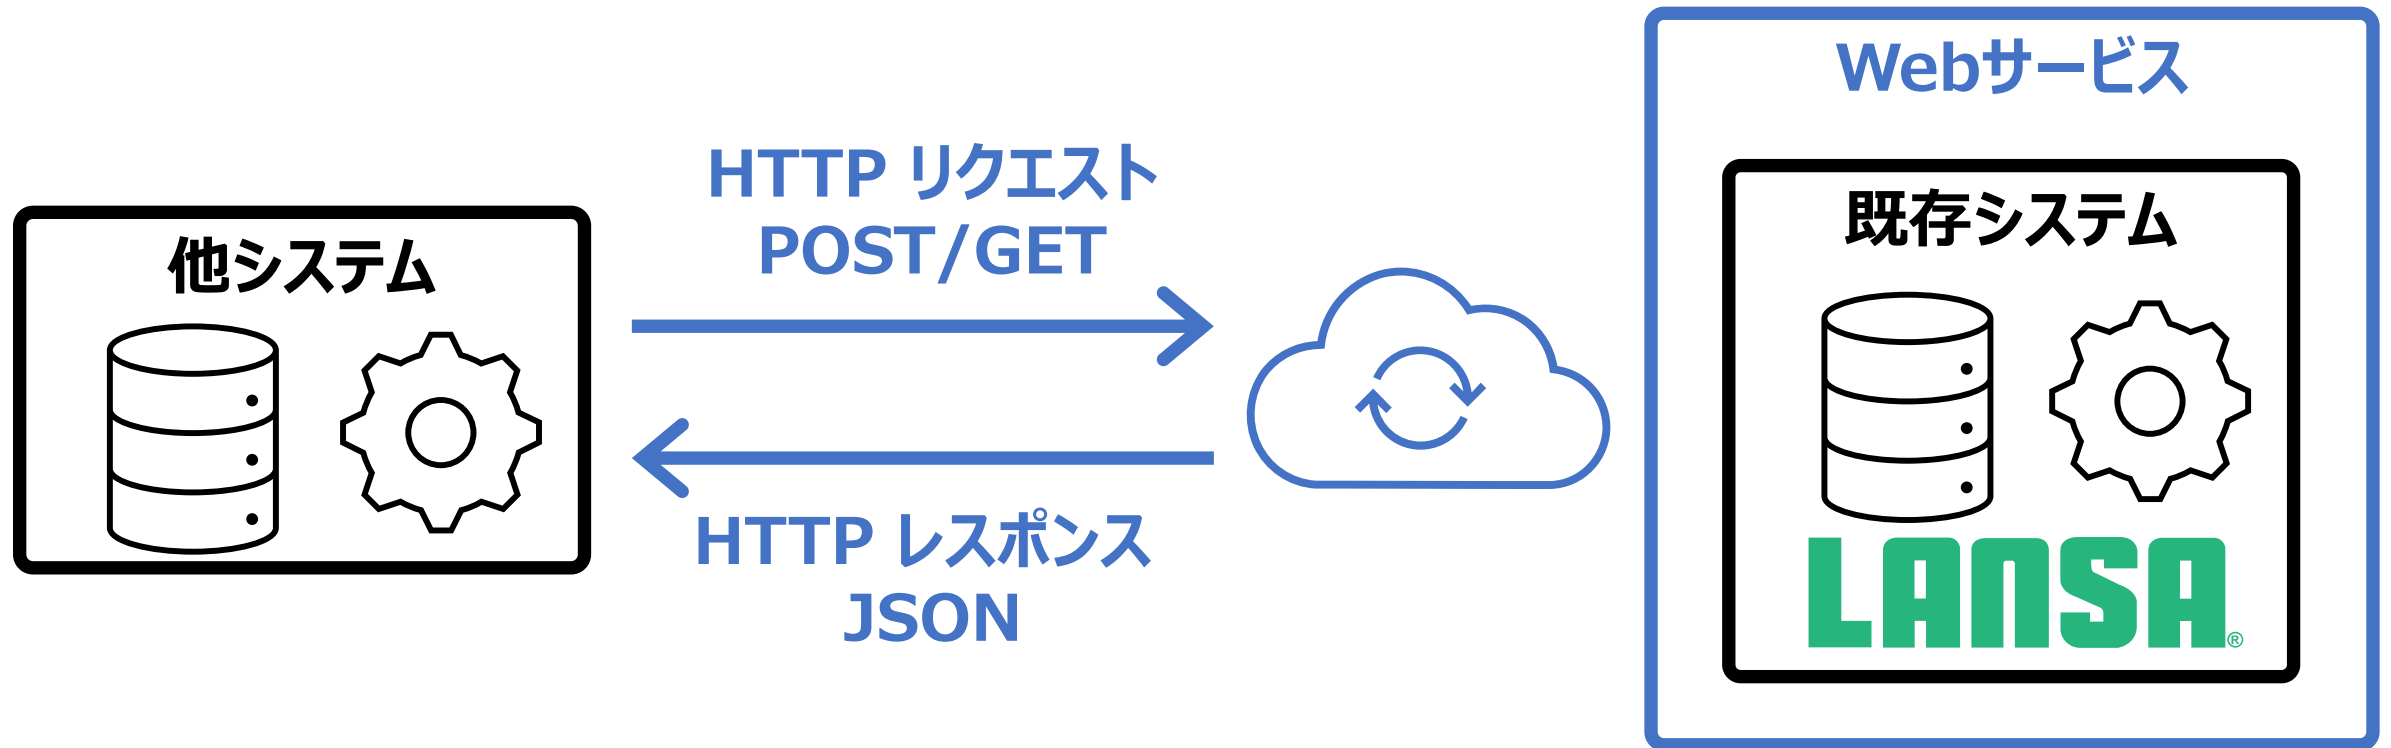 他システム
HTTP リクエスト
POST/GET
HTTP レスポンス
JSON
Webサービス
既存システム
LANSA®